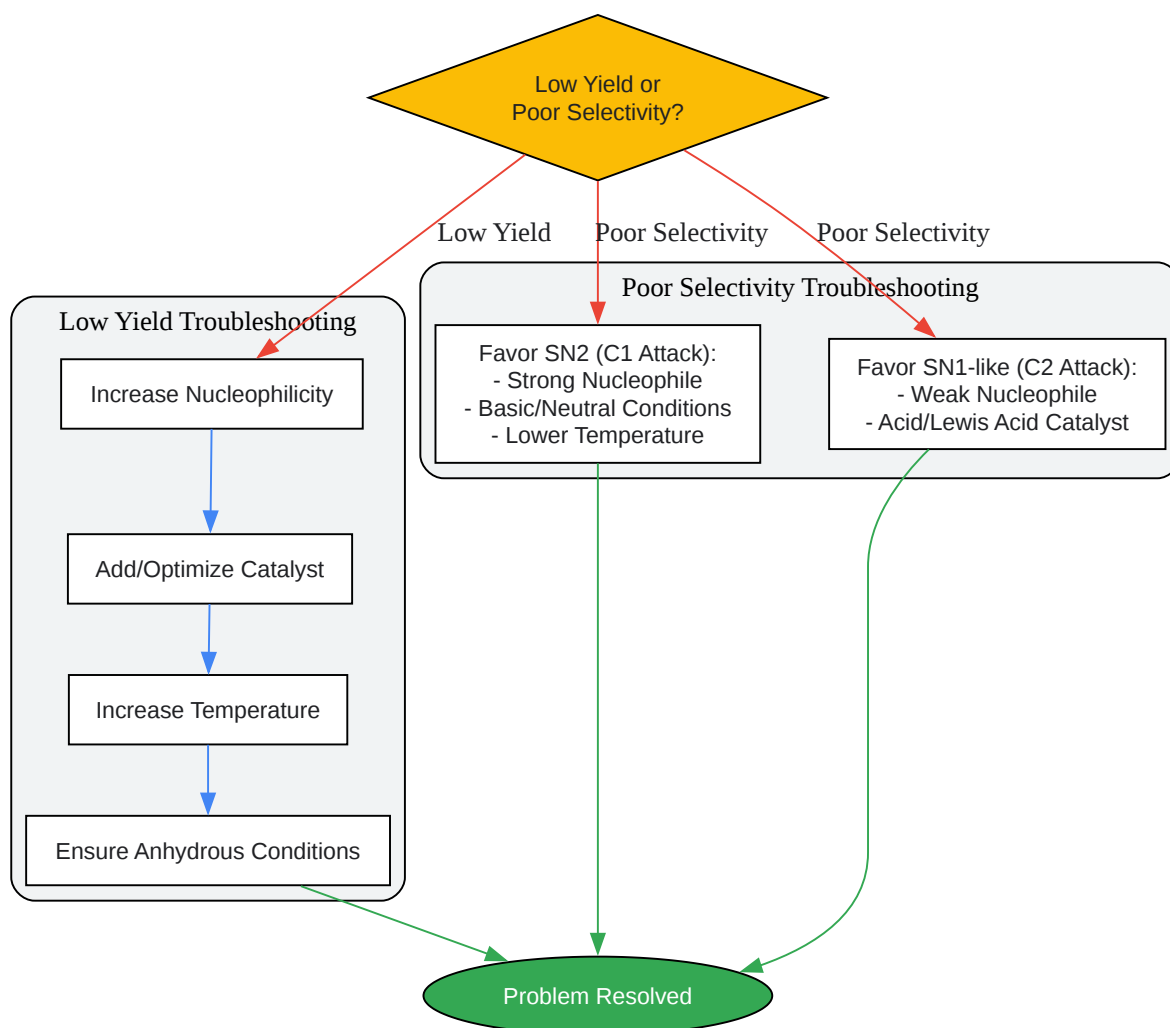 Low Yield or
Poor Selectivity?
Low Yield
Poor Selectivity
Poor Selectivity
Low Yield Troubleshooting
Increase Nucleophilicity
Add/Optimize Catalyst
Increase Temperature
Ensure Anhydrous Conditions
Poor Selectivity Troubleshooting
Favor SN2 (C1 Attack):
- Strong Nucleophile
- Basic/Neutral Conditions
- Lower Temperature
Favor SN1-like (C2 Attack):
- Weak Nucleophile
- Acid/Lewis Acid Catalyst
Problem Resolved